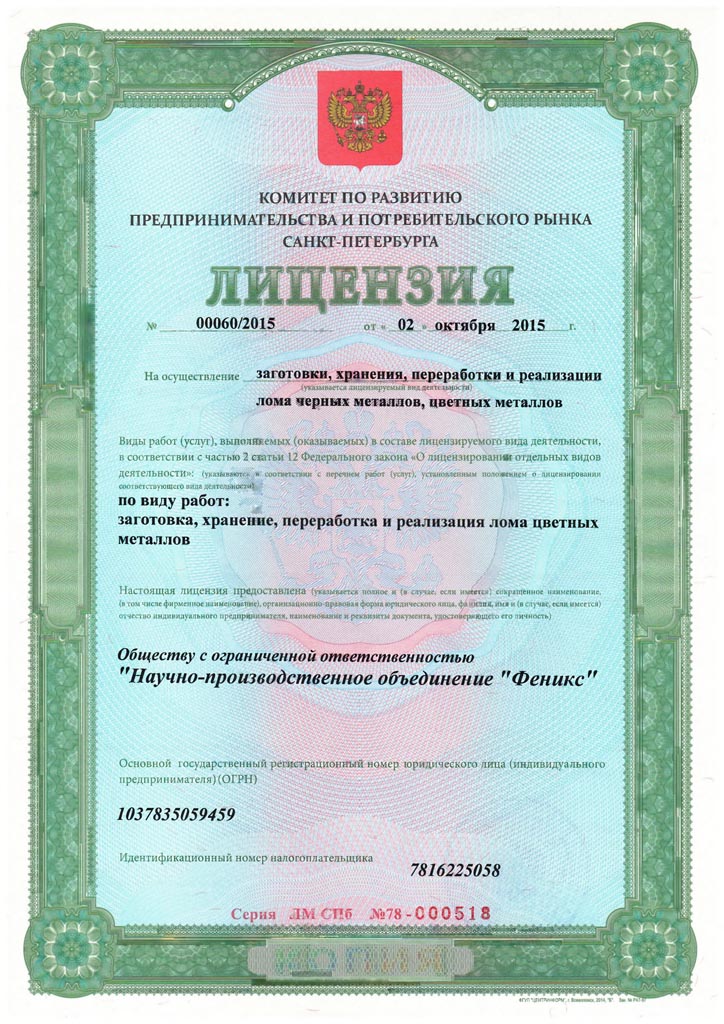 КОМИТЕТ ПО РАЗВИТИЮ
ПРЕДПРИНИМАТЕЛЬСТВА И ПОТРЕБИТЕЛЬСКОГО РЫНКА
САНКТ-ПЕТЕРБУРГА
ЛИЦЕНЗИЯ
№ 00060/2015 от « 02 » октября 2015 г.
На осуществление заготовки, хранения, переработки и реализации
(указывается лицензируемый вид деятельности)
лома черных металлов, цветных металлов
Виды работ (услуг), выполняемых (оказываемых) в составе лицензируемого вида деятельности,
в соответствии с частью 2 статьи 12 Федерального закона «О лицензировании отдельных видов
деятельности»: (указываются в соответствии с перечнем работ (услуг), установленным положением о лицензировании
соответствующего вида деятельности)
по виду работ:
заготовка, хранение, переработка и реализация лома цветных
металлов
Настоящая лицензия предоставлена (указывается полное и (в случае, если имеется) сокращенное наименование,
(в том числе фирменное наименование), организационно-правовая форма юридического лица, фамилия, имя и (в случае, если имеется)
отчество индивидуального предпринимателя, наименование и реквизиты документа, удостоверяющего его личность)
Обществу с ограниченной ответственностью
"Научно-производственное объединение "Феникс"
Основной государственный регистрационный номер юридического лица (индивидуального
предпринимателя) (ОГРН)
1037835059459
Идентификационный номер налогоплательщика 7816225058
Серия ЛМ СПб №78-000518